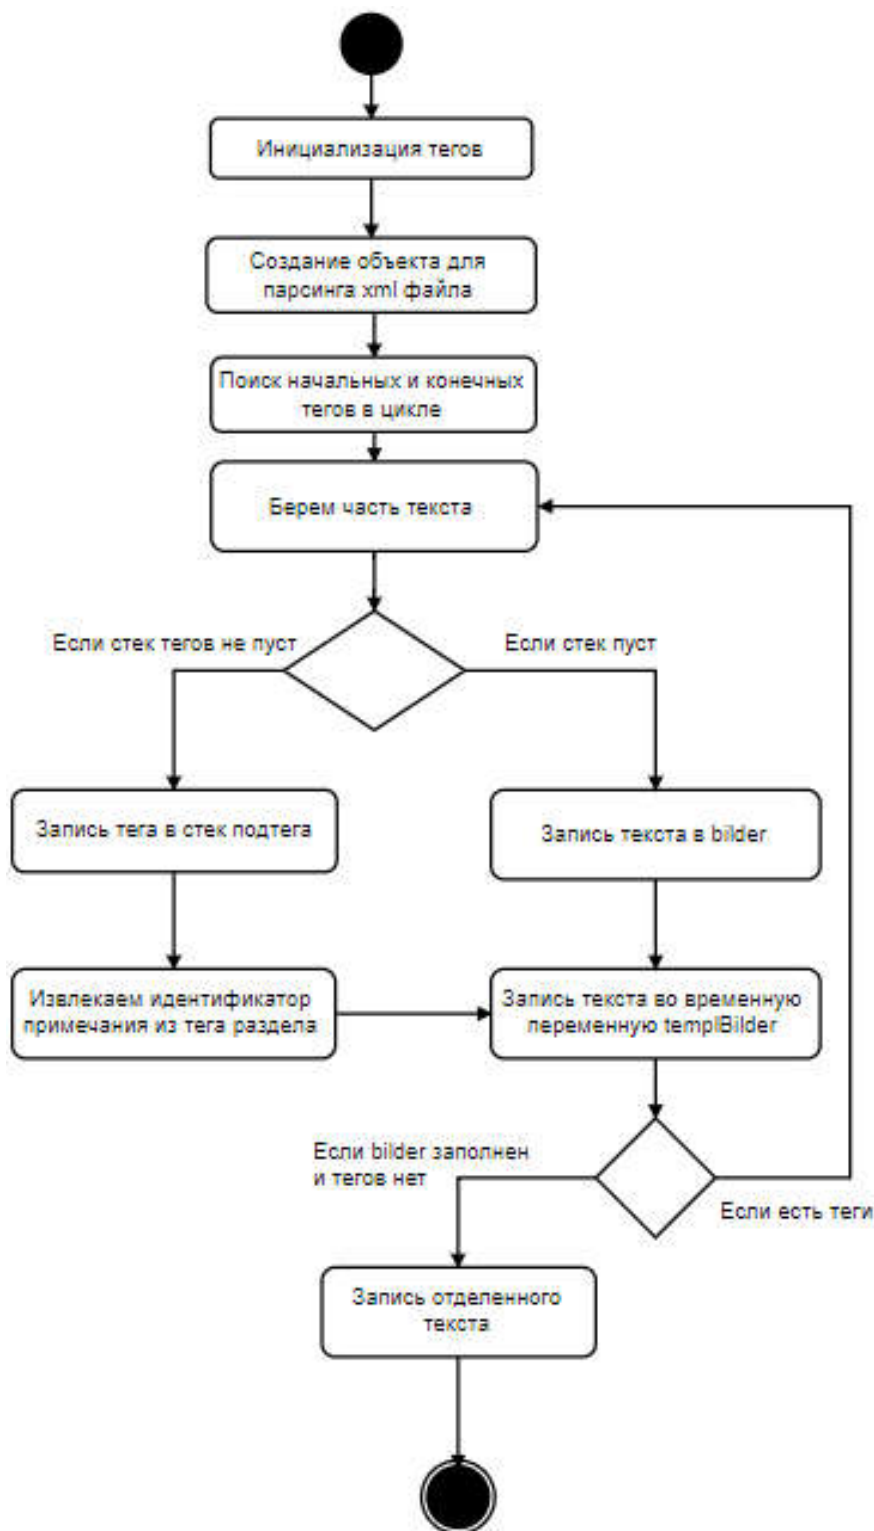 Инициализация тегов
Создание объекта для
парсинга xml файла
Поиск начальных и конечных
тегов в цикле
Берем часть текста
Если стек тегов не пуст
Если стек пуст
Запись тега в стек подтега
Запись текста в bilder
Извлекаем идентификатор
примечания из тега раздела
Запись текста во временную
переменную templBilder
Если bilder заполнен
и тегов нет
Если есть теги
Запись отделенного
текста